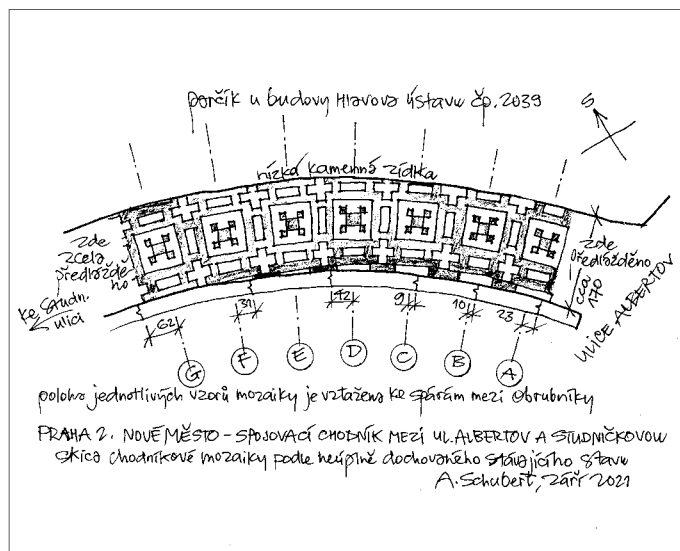 parčík u budovy Hlavova ústavu čp. 2039
S
nízká kamenná zídka
zde
zcela
předlážděno
zde
předlážděno
ke Studn.
ulici
cca 170
ULICE ALBERTOV
62
31
42
9
10
23
G
F
E
D
C
B
A
poloha jednotlivých vzorů mozaiky je vztažena ke spárám mezi obrubníky
PRAHA 2, NOVÉ MĚSTO - SPOJOVACÍ CHODNÍK MEZI UL. ALBERTOV A STUDNIČKOVOU
skica chodníkové mozaiky podle neúplně dochovaného stávajícího stavu
A. Schubert, září 2021